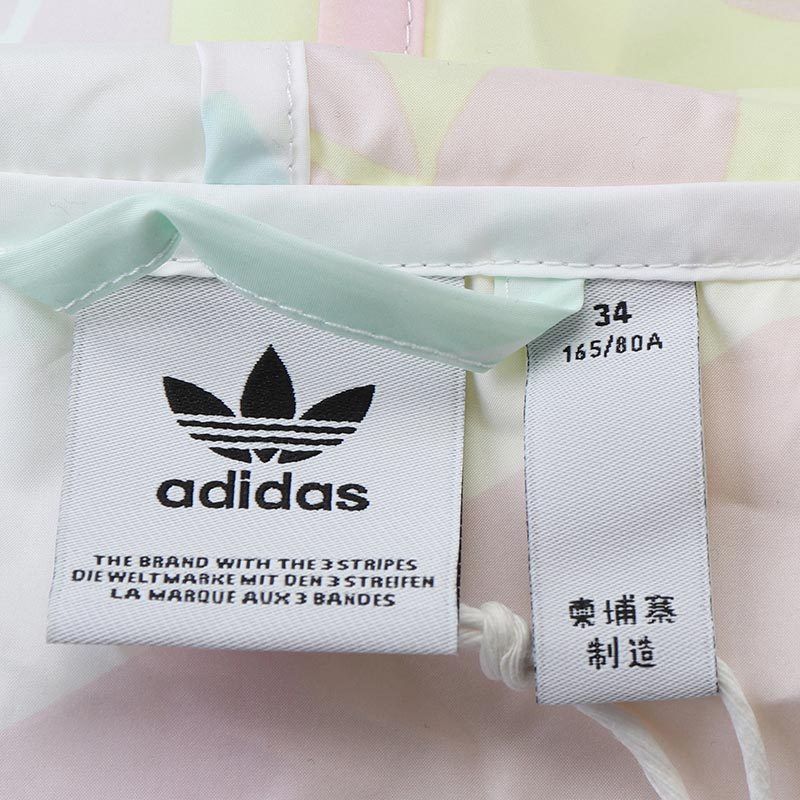 adidas
THE BRAND WITH THE 3 STRIPES
DIE WELTMARKE MIT DEN 3 STREIFEN
LA MARQUE AUX 3 BANDES
34
165/80A
柬埔寨
制造